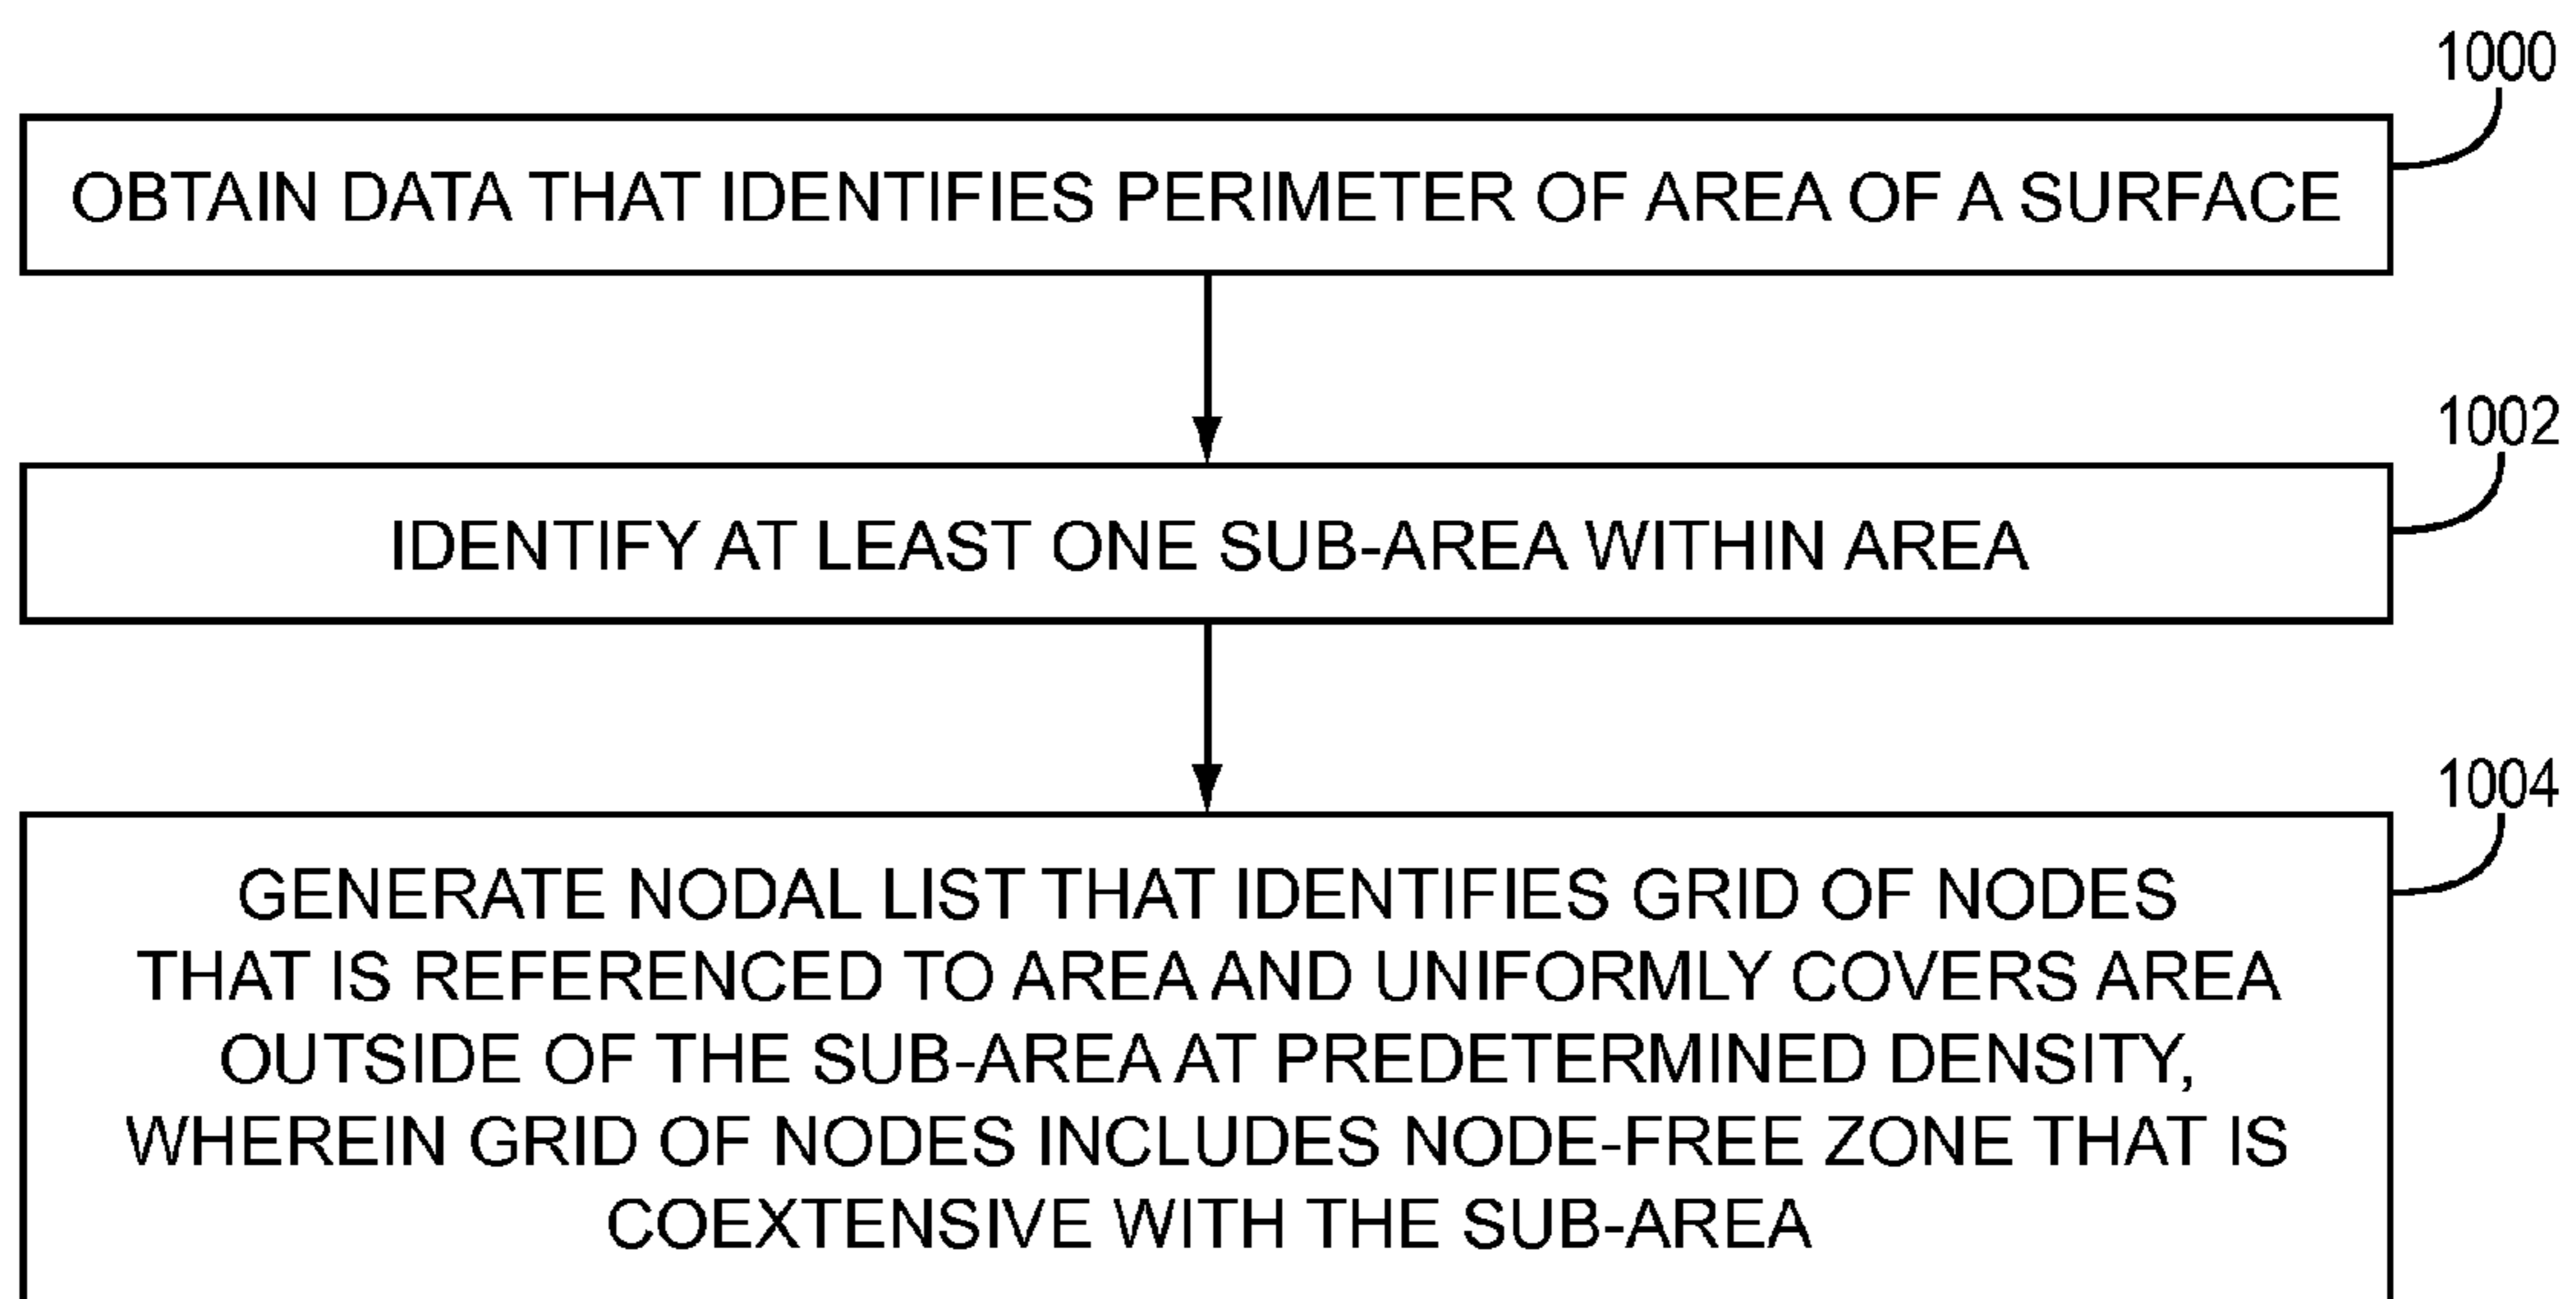 1000
OBTAIN DATA THAT IDENTIFIES PERIMETER OF AREA OF A SURFACE
1002
IDENTIFY AT LEAST ONE SUB-AREA WITHIN AREA
1004
GENERATE NODAL LIST THAT IDENTIFIES GRID OF NODES
THAT IS REFERENCED TO AREA AND UNIFORMLY COVERS AREA
OUTSIDE OF THE SUB-AREA AT PREDETERMINED DENSITY,
WHEREIN GRID OF NODES INCLUDES NODE-FREE ZONE THAT IS
COEXTENSIVE WITH THE SUB-AREA